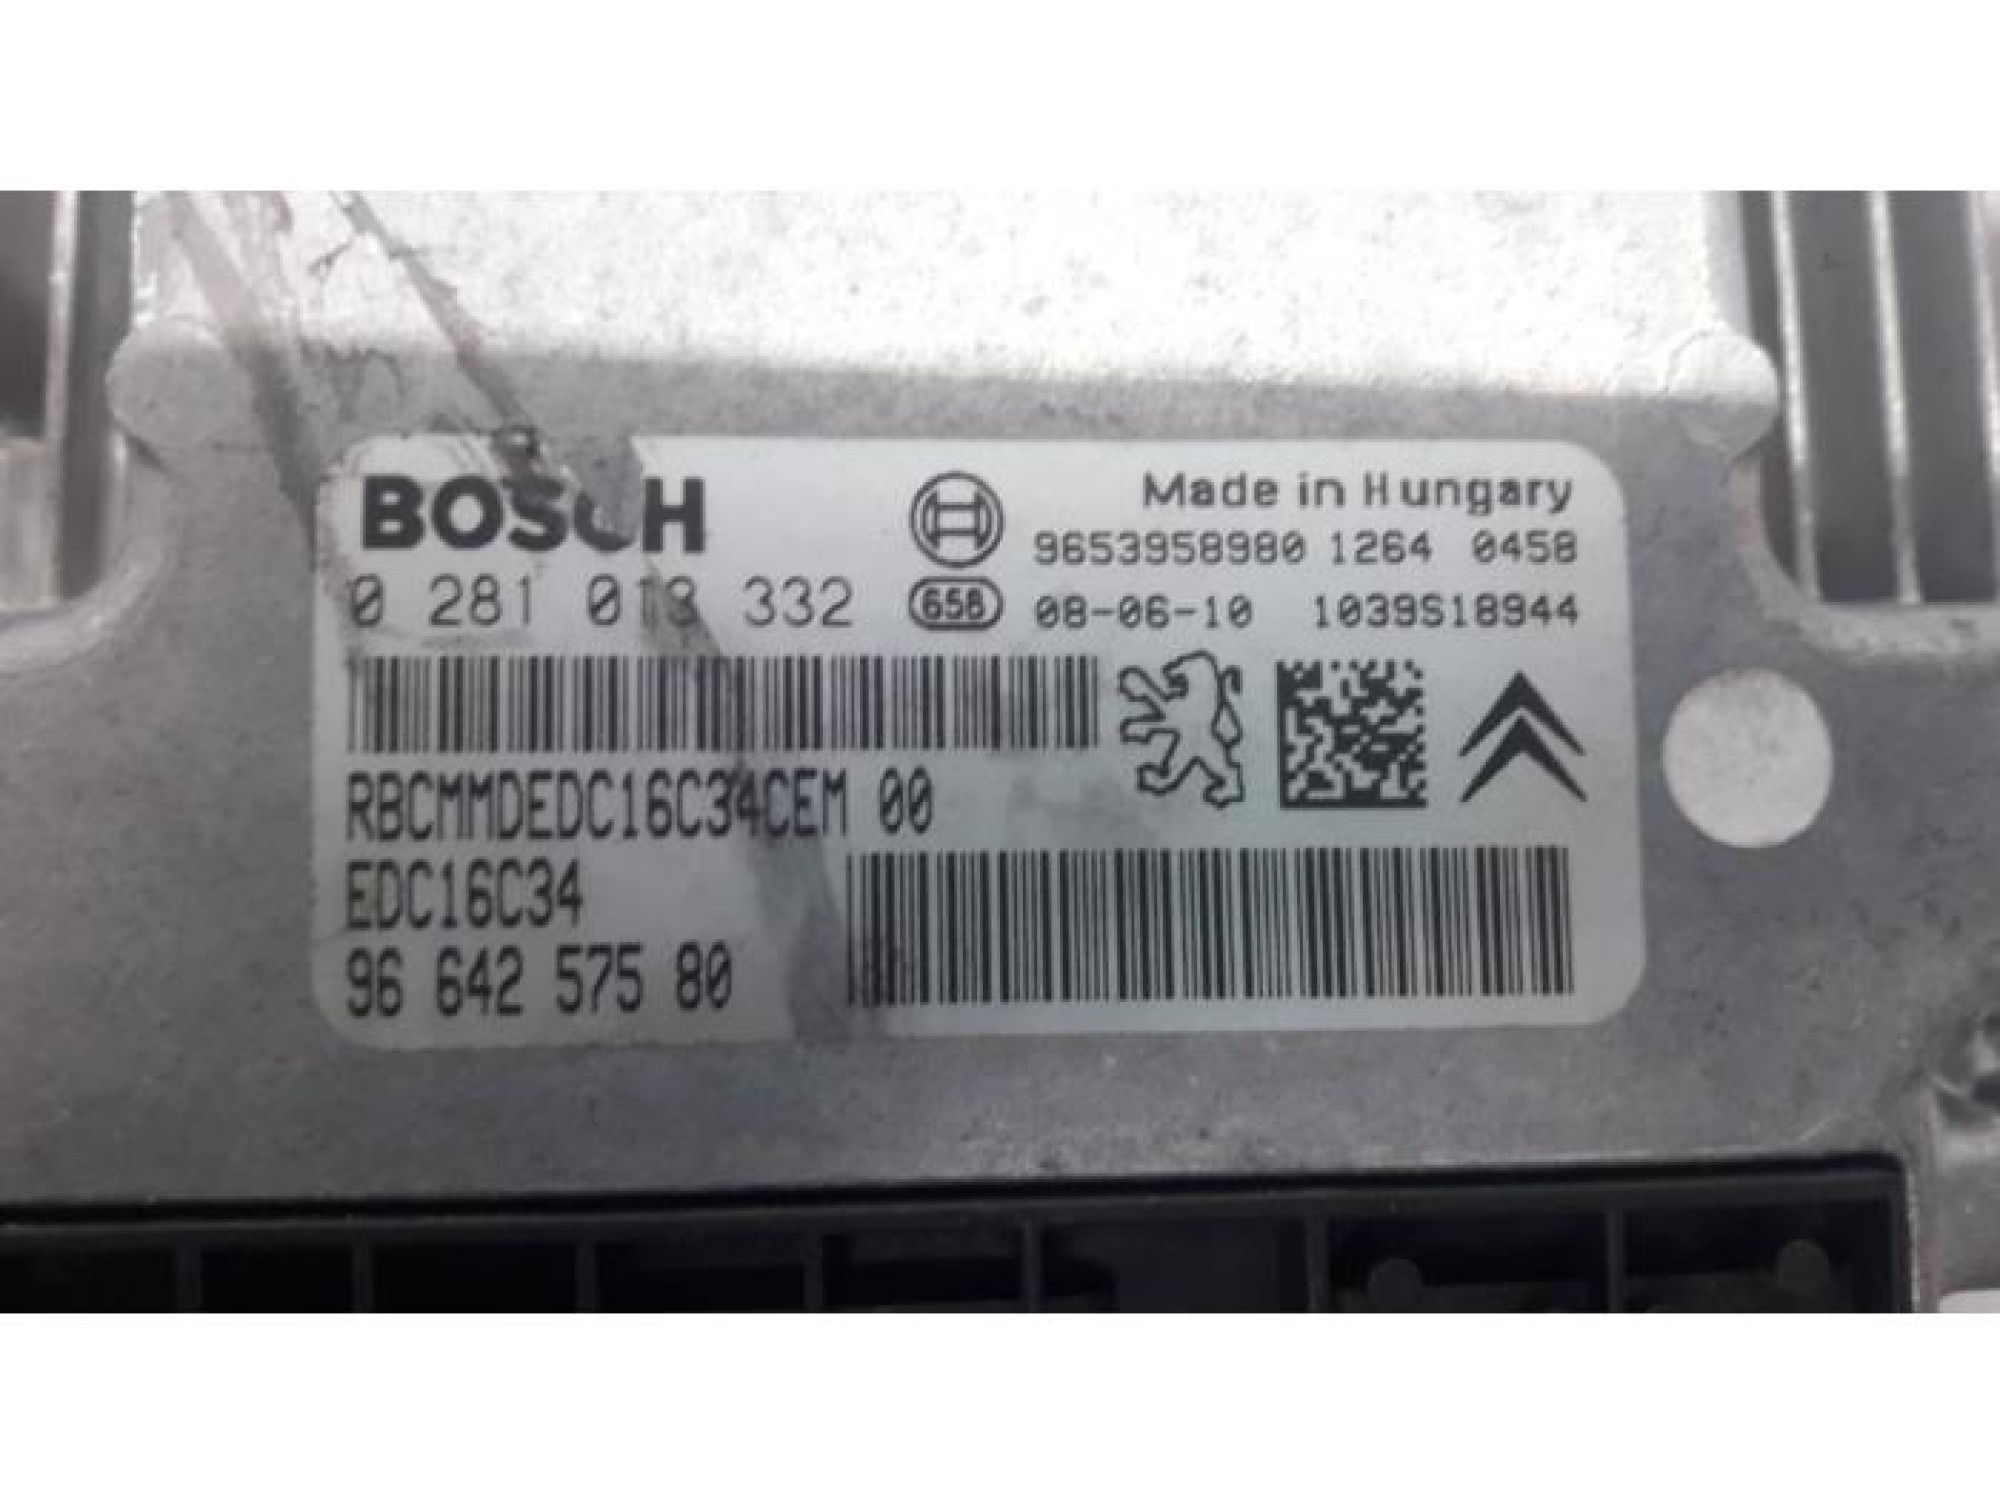 BOSCH
Made in Hungary
9653958980 1264 0458
0 281 013 332
658
08-06-10 1039S18944
RBCMMDEDC16C34CEM 00
EDC16C34
96 642 575 80